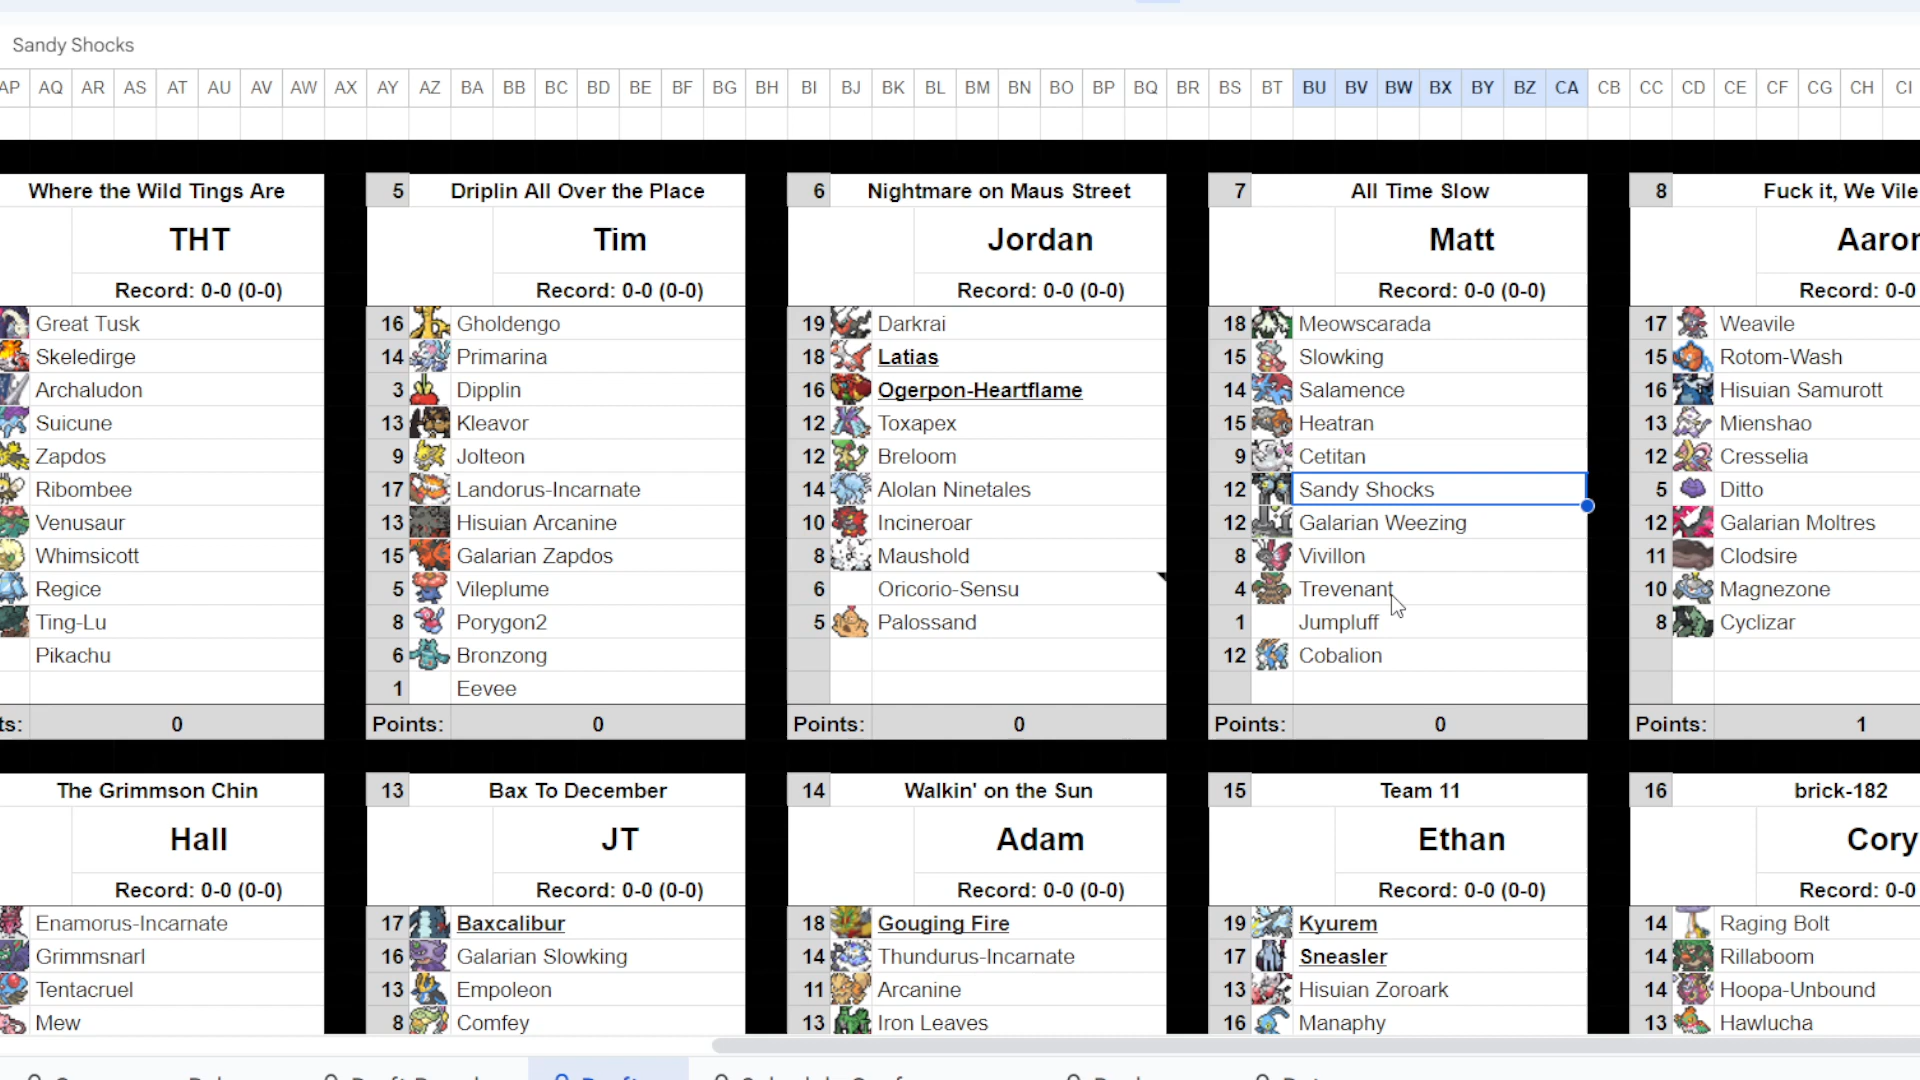 Sandy Shocks
AP AQ AR AS AT AU AV AW AX AY AZ BA BB BC BD BE BF BG BH BI BJ BK BL BM BN BO BP BQ BR BS BT BU BV BW BX BY BZ CA CB CC CD CE CF CG CH CI
Where the Wild Tings Are
THT
Record: 0-0 (0-0)
Great Tusk
Skeledirge
Archaludon
Suicune
Zapdos
Ribombee
Venusaur
Whimsicott
Regice
Ting-Lu
Pikachu
ts: 0
5 Driplin All Over the Place
Tim
Record: 0-0 (0-0)
16 Gholdengo
14 Primarina
3 Dipplin
13 Kleavor
9 Jolteon
17 Landorus-Incarnate
13 Hisuian Arcanine
15 Galarian Zapdos
5 Vileplume
8 Porygon2
6 Bronzong
1 Eevee
Points: 0
6 Nightmare on Maus Street
Jordan
Record: 0-0 (0-0)
19 Darkrai
18 Latias
16 Ogerpon-Heartflame
12 Toxapex
12 Breloom
14 Alolan Ninetales
10 Incineroar
8 Maushold
6 Oricorio-Sensu
5 Palossand
Points: 0
7 All Time Slow
Matt
Record: 0-0 (0-0)
18 Meowscarada
15 Slowking
14 Salamence
15 Heatran
9 Cetitan
12 Sandy Shocks
12 Galarian Weezing
8 Vivillon
4 Trevenant
1 Jumpluff
12 Cobalion
Points: 0
8 Fuck it, We Vile
Aaron
Record: 0-0
17 Weavile
15 Rotom-Wash
16 Hisuian Samurott
13 Mienshao
12 Cresselia
5 Ditto
12 Galarian Moltres
11 Clodsire
10 Magnezone
8 Cyclizar
Points: 1
The Grimmson Chin
Hall
Record: 0-0 (0-0)
Enamorus-Incarnate
Grimmsnarl
Tentacruel
Mew
13 Bax To December
JT
Record: 0-0 (0-0)
17 Baxcalibur
16 Galarian Slowking
13 Empoleon
8 Comfey
14 Walkin' on the Sun
Adam
Record: 0-0 (0-0)
18 Gouging Fire
14 Thundurus-Incarnate
11 Arcanine
13 Iron Leaves
15 Team 11
Ethan
Record: 0-0 (0-0)
19 Kyurem
17 Sneasler
13 Hisuian Zoroark
16 Manaphy
16 brick-182
Cory
Record: 0-0
14 Raging Bolt
14 Rillaboom
14 Hoopa-Unbound
13 Hawlucha